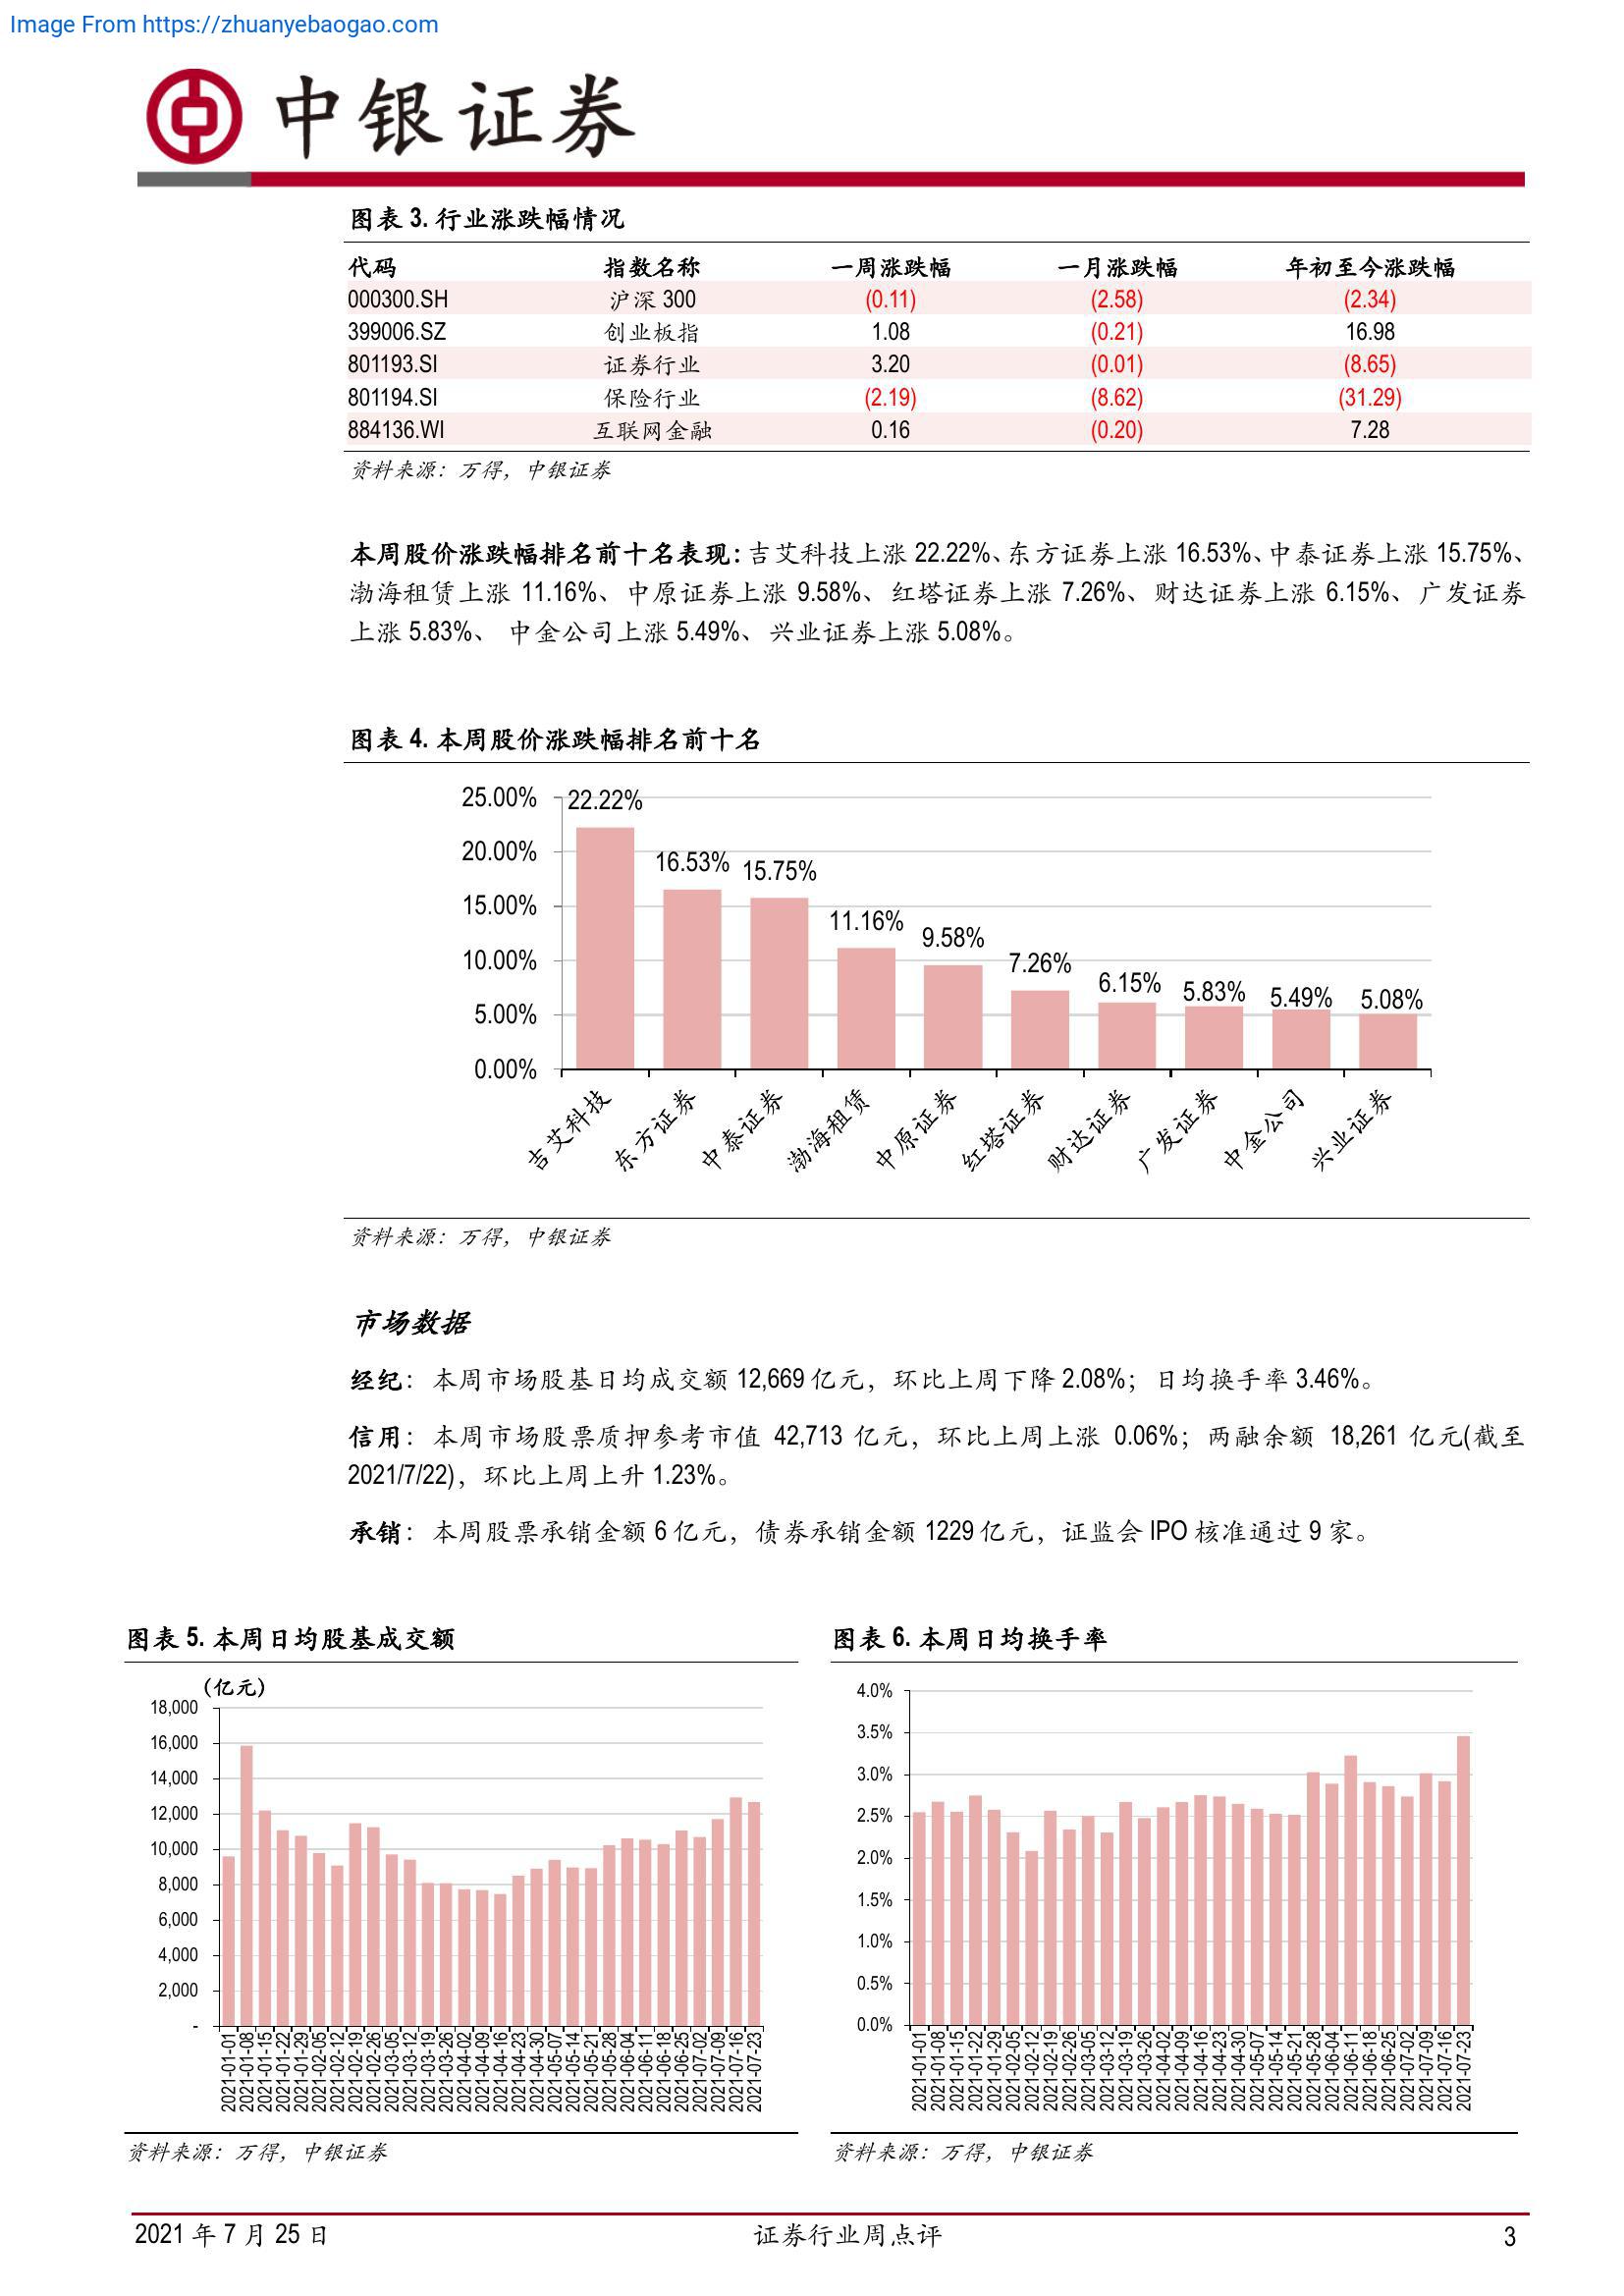 Image From https://zhuanyebaogao.com
中银证券
图表 3. 行业涨跌幅情况
代码 指数名称 一周涨跌幅 一月涨跌幅 年初至今涨跌幅
000300.SH 沪深 300 (0.11) (2.58) (2.34)
399006.SZ 创业板指 1.08 (0.21) 16.98
801193.SI 证券行业 3.20 (0.01) (8.65)
801194.SI 保险行业 (2.19) (8.62) (31.29)
884136.WI 互联网金融 0.16 (0.20) 7.28
资料来源：万得，中银证券
本周股价涨跌幅排名前十名表现：吉艾科技上涨 22.22%、东方证券上涨 16.53%、中泰证券上涨 15.75%、
渤海租赁上涨 11.16%、中原证券上涨 9.58%、红塔证券上涨 7.26%、财达证券上涨 6.15%、广发证券
上涨 5.83%、 中金公司上涨 5.49%、兴业证券上涨 5.08%。
图表 4. 本周股价涨跌幅排名前十名
25.00%
20.00%
15.00%
10.00%
5.00%
0.00%
22.22%
16.53%
15.75%
11.16%
9.58%
7.26%
6.15%
5.83%
5.49%
5.08%
吉艾科技
东方证券
中泰证券
渤海租赁
中原证券
红塔证券
财达证券
广发证券
中金公司
兴业证券
资料来源：万得，中银证券
市场数据
经纪：本周市场股基日均成交额 12,669 亿元，环比上周下降 2.08%；日均换手率 3.46%。
信用：本周市场股票质押参考市值 42,713 亿元，环比上周上涨 0.06%；两融余额 18,261 亿元(截至
2021/7/22)，环比上周上升 1.23%。
承销：本周股票承销金额 6 亿元，债券承销金额 1229 亿元，证监会 IPO 核准通过 9 家。
图表 5. 本周日均股基成交额
(亿元)
18,000
16,000
14,000
12,000
10,000
8,000
6,000
4,000
2,000
-
2021-01-01
2021-01-08
2021-01-15
2021-01-22
2021-01-29
2021-02-05
2021-02-12
2021-02-19
2021-02-26
2021-03-05
2021-03-12
2021-03-19
2021-03-26
2021-04-02
2021-04-09
2021-04-16
2021-04-23
2021-04-30
2021-05-07
2021-05-14
2021-05-21
2021-05-28
2021-06-04
2021-06-11
2021-06-18
2021-06-25
2021-07-02
2021-07-09
2021-07-16
2021-07-23
资料来源：万得，中银证券
图表 6. 本周日均换手率
4.0%
3.5%
3.0%
2.5%
2.0%
1.5%
1.0%
0.5%
0.0%
2021-01-01
2021-01-08
2021-01-15
2021-01-22
2021-01-29
2021-02-05
2021-02-12
2021-02-19
2021-02-26
2021-03-05
2021-03-12
2021-03-19
2021-03-26
2021-04-02
2021-04-09
2021-04-16
2021-04-23
2021-04-30
2021-05-07
2021-05-14
2021-05-21
2021-05-28
2021-06-04
2021-06-11
2021-06-18
2021-06-25
2021-07-02
2021-07-09
2021-07-16
2021-07-23
资料来源：万得，中银证券
2021 年 7 月 25 日 证券行业周点评 3